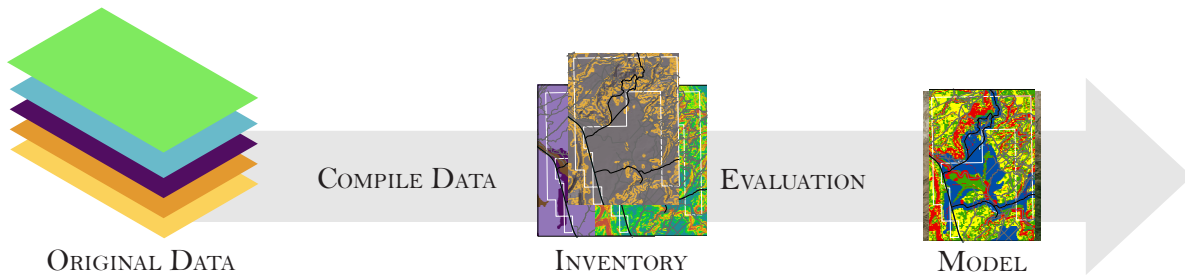 Compile Data
Evaluation
Original Data
Inventory
Model